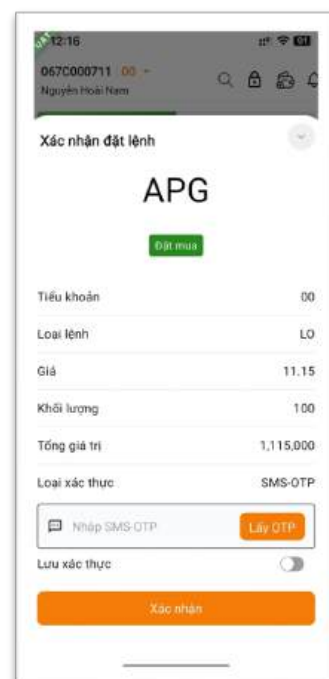 UAT
12:16
61
067C000711 00
Nguyễn Hoài Nam
Xác nhận đặt lệnh
APG
Đặt mua
Tiểu khoản 00
Loại lệnh LO
Giá 11.15
Khối lượng 100
Tổng giá trị 1,115,000
Loại xác thực SMS-OTP
Nhập SMS-OTP Lấy OTP
Lưu xác thực
Xác nhận